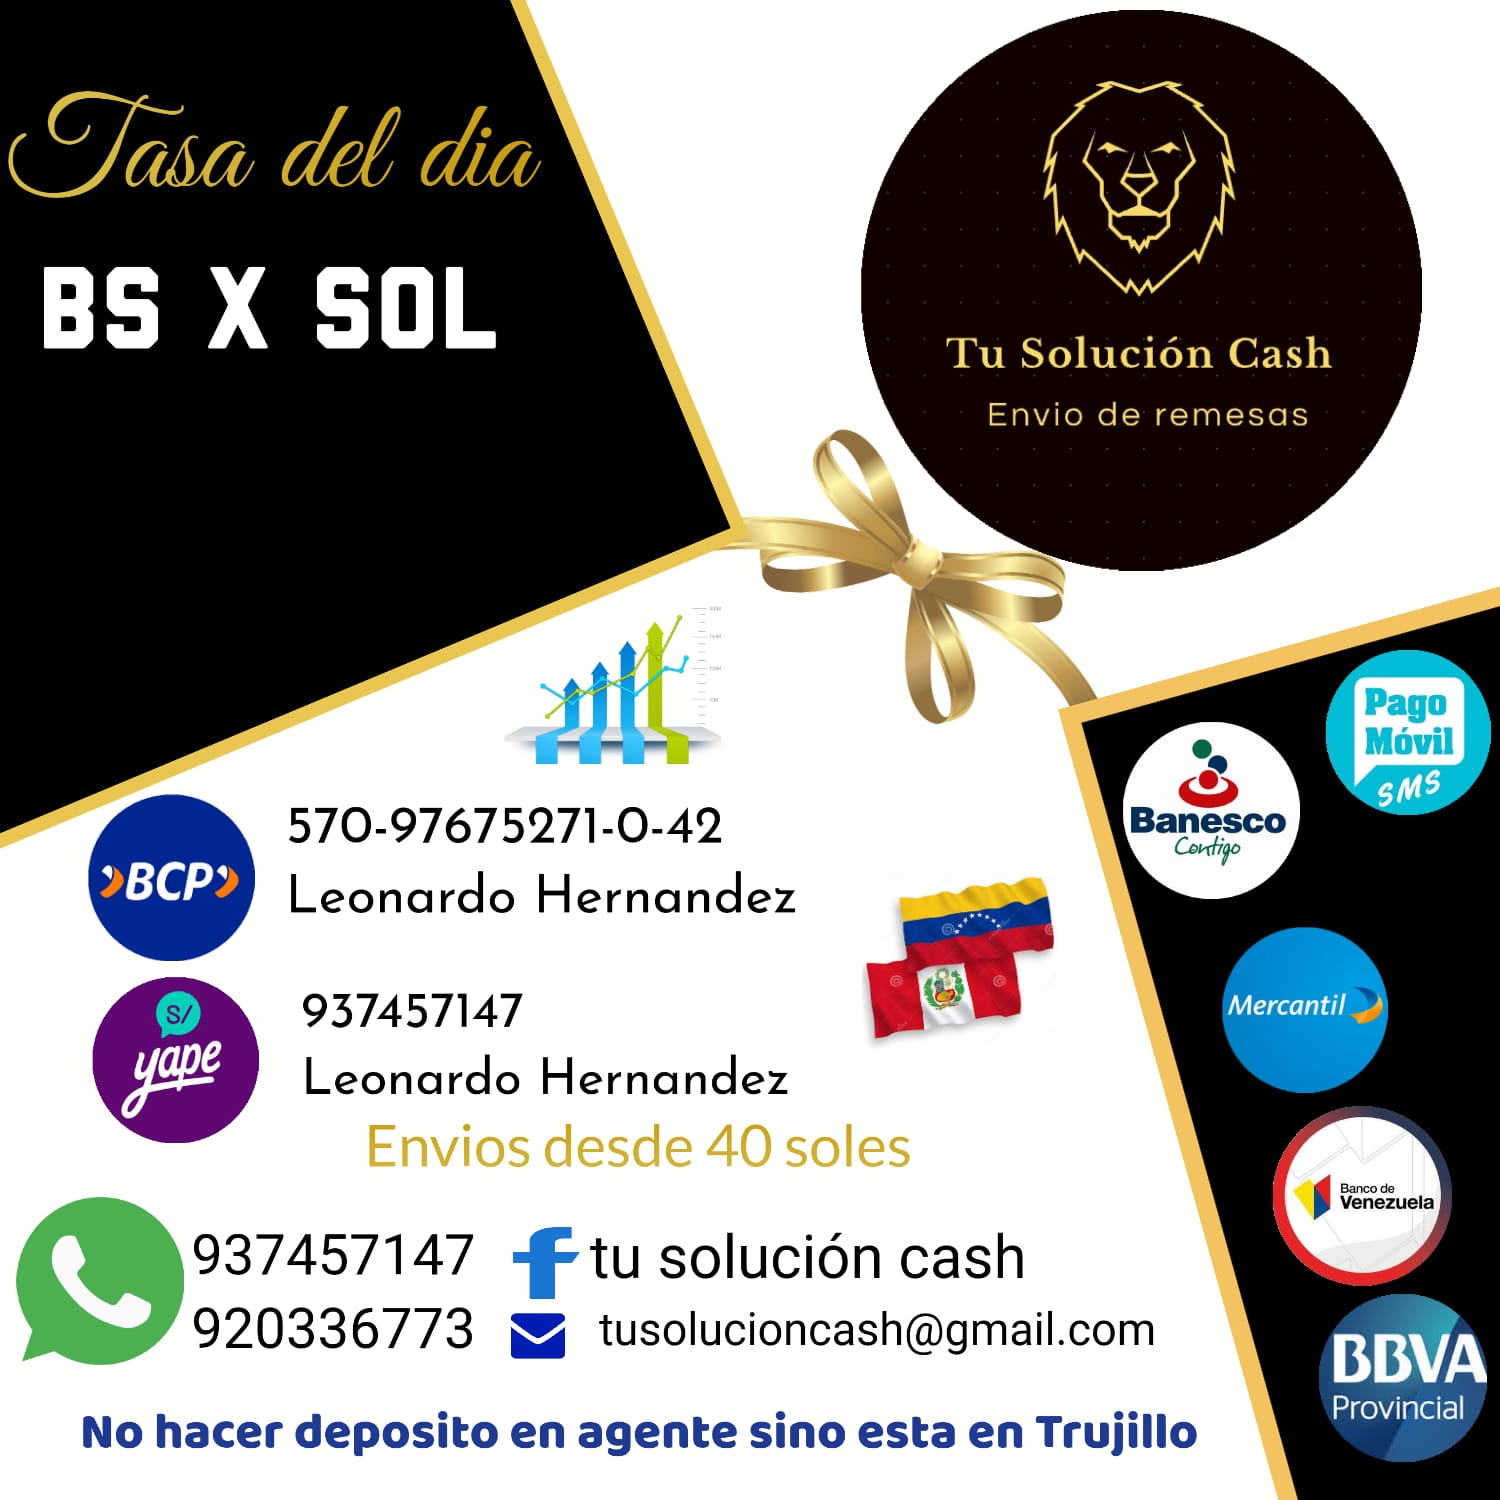 Tasa del dia
BS X SOL
Tu Solución Cash
Envio de remesas
Pago
Móvil
SMS
Banesco
Contigo
BCP
570-97675271-0-42
Leonardo Hernandez
S/
yape
937457147
Leonardo Hernandez
Mercantil
Envios desde 40 soles
Banco de
Venezuela
937457147
920336773
tu solución cash
tusolucioncash@gmail.com
BBVA
Provincial
No hacer deposito en agente sino esta en Trujillo